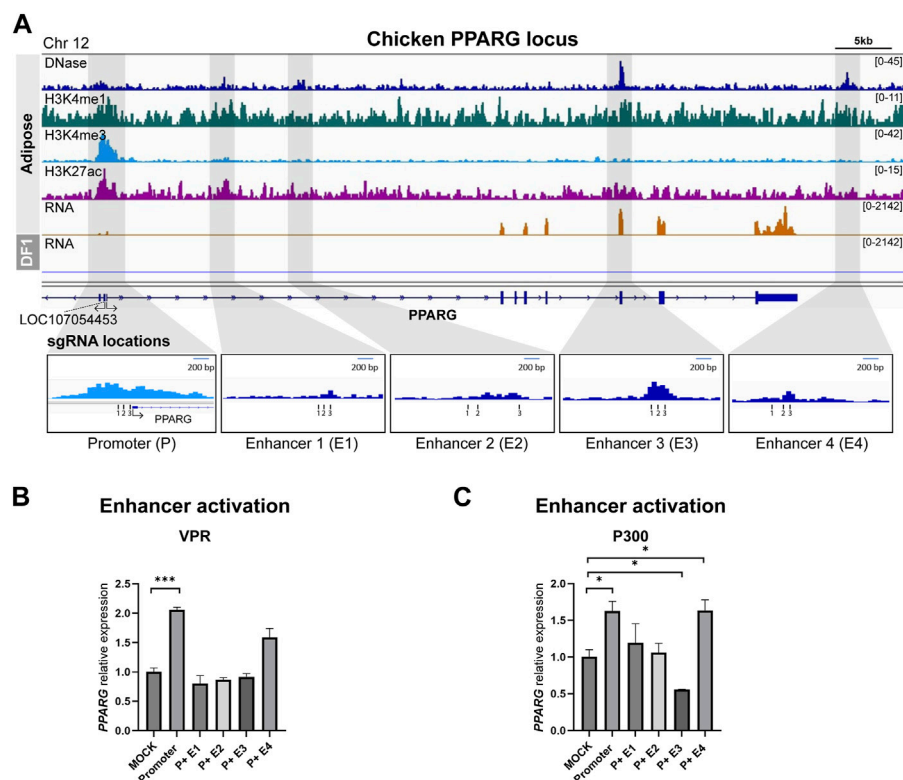 A
Chr 12
Chicken PPARG locus
5kb
Adipose
DNase
[0-45]
H3K4me1
[0-11]
H3K4me3
[0-42]
H3K27ac
[0-15]
RNA
[0-2142]
DF1
RNA
[0-2142]
LOC107054453
PPARG
sgRNA locations
200 bp
200 bp
200 bp
200 bp
200 bp
1 2 3
PPARG
1 2 3
1 2 3
1 2 3
1 2 3
Promoter (P)
Enhancer 1 (E1)
Enhancer 2 (E2)
Enhancer 3 (E3)
Enhancer 4 (E4)
B
Enhancer activation
VPR
PPARG relative expression
2.5
2.0
1.5
1.0
0.5
0.0
***
MOCK
Promoter
P+ E1
P+ E2
P+ E3
P+ E4
C
Enhancer activation
P300
PPARG relative expression
2.5
2.0
1.5
1.0
0.5
0.0
*
*
*
MOCK
Promoter
P+ E1
P+ E2
P+ E3
P+ E4